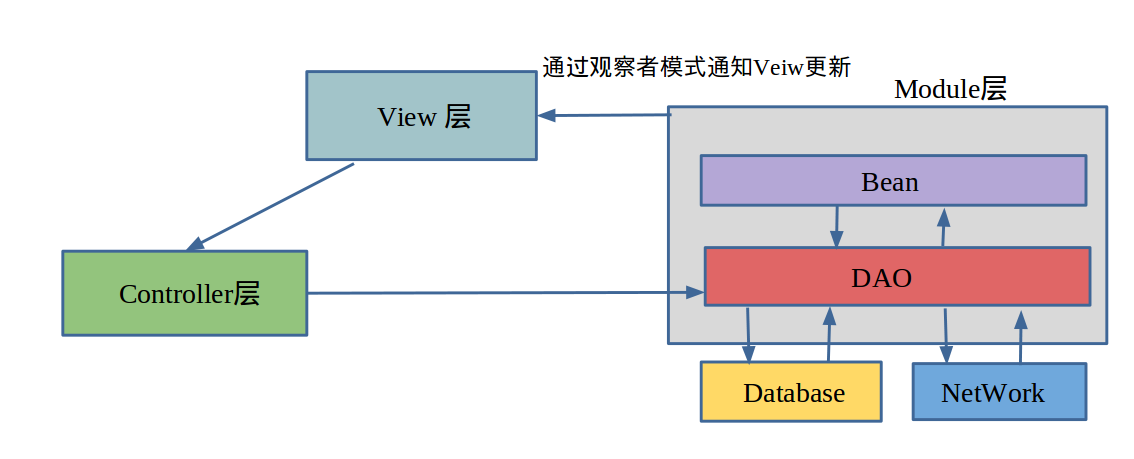 通过观察者模式通知Veiw更新
Module层
View 层
Bean
DAO
Controller层
Database
NetWork